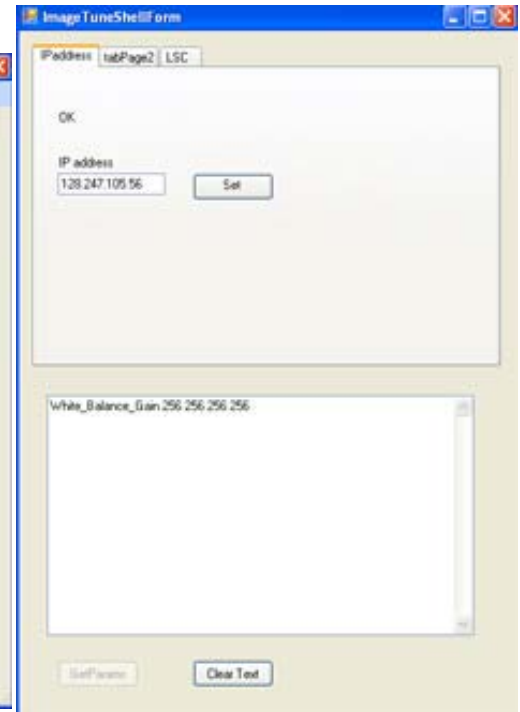 ImageTuneShellForm
IPaddress tabPage2 LSC
OK
IP address
128.247.105.56 Set
White_Balance_Gain 256 256 256 256
GetParams Clear Text